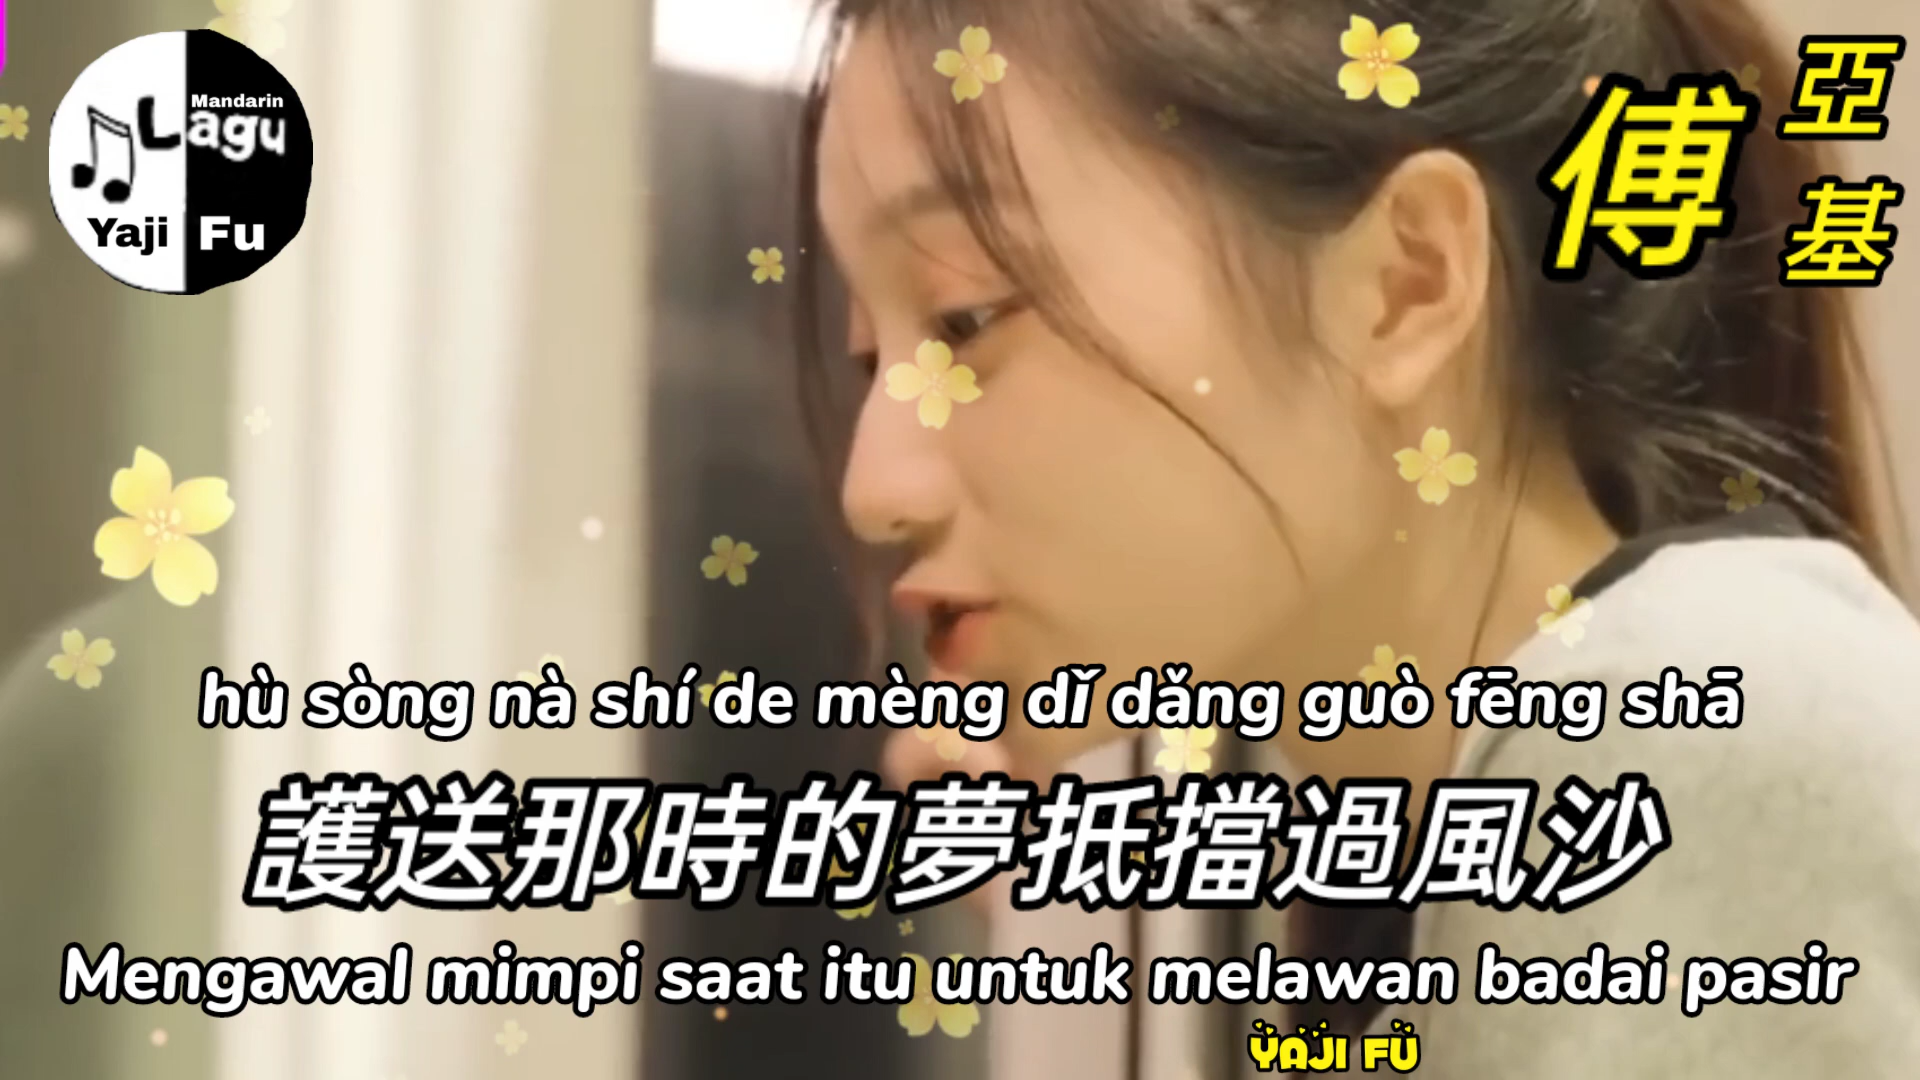 Mandarin
Lagu
Yaji Fu
傅亞基
hù sòng nà shí de mèng dǐ dǎng guò fēng shā
護送那時的夢抵擋過風沙
Mengawal mimpi saat itu untuk melawan badai pasir
YAJI FU